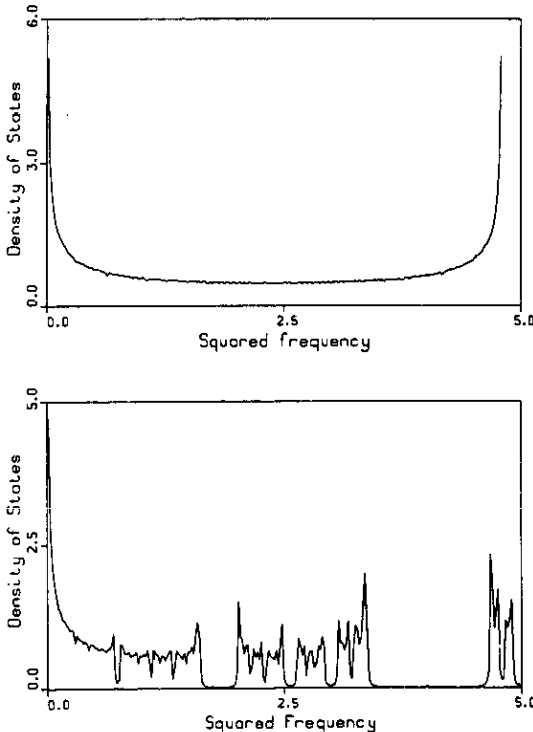 6.0
3.0
0.0
Density of States
0.0 2.5 5.0
Squared frequency
5.0
2.5
0.0
Density of States
0.0 2.5 5.0
Squared Frequency